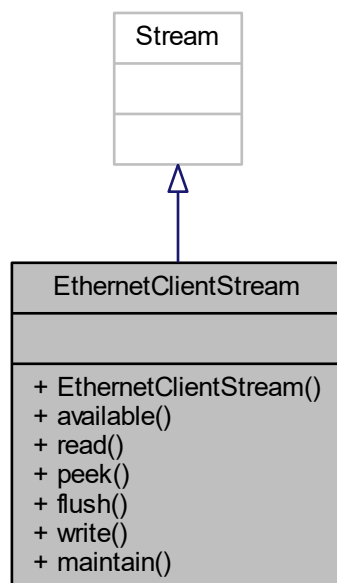 Stream
EthernetClientStream
+ EthernetClientStream()
+ available()
+ read()
+ peek()
+ flush()
+ write()
+ maintain()